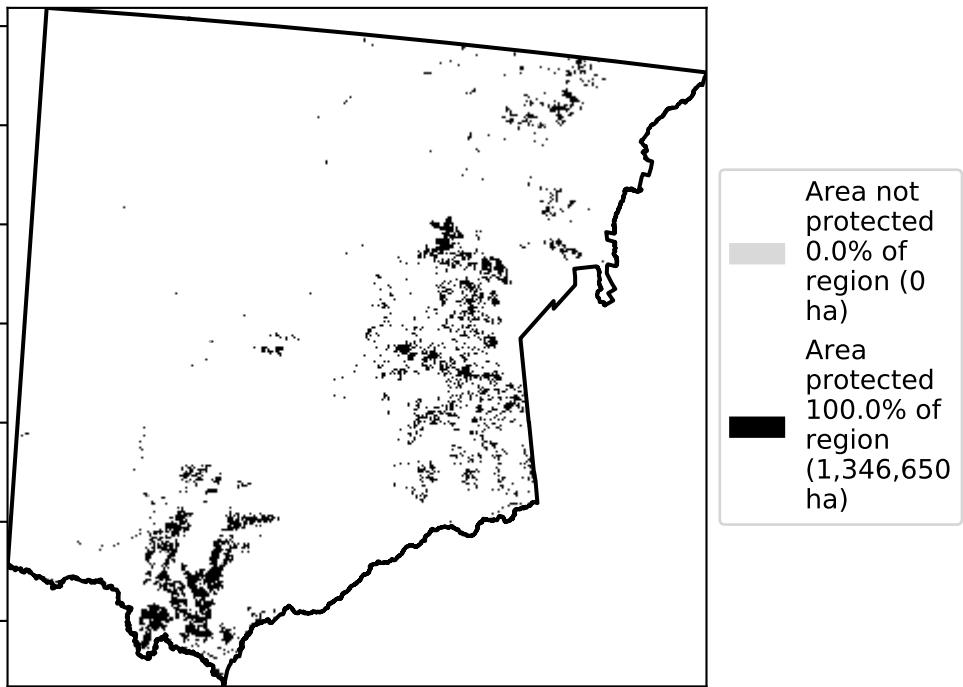 Area not
protected
0.0% of
region (0
ha)
Area
protected
100.0% of
region
(1,346,650
ha)